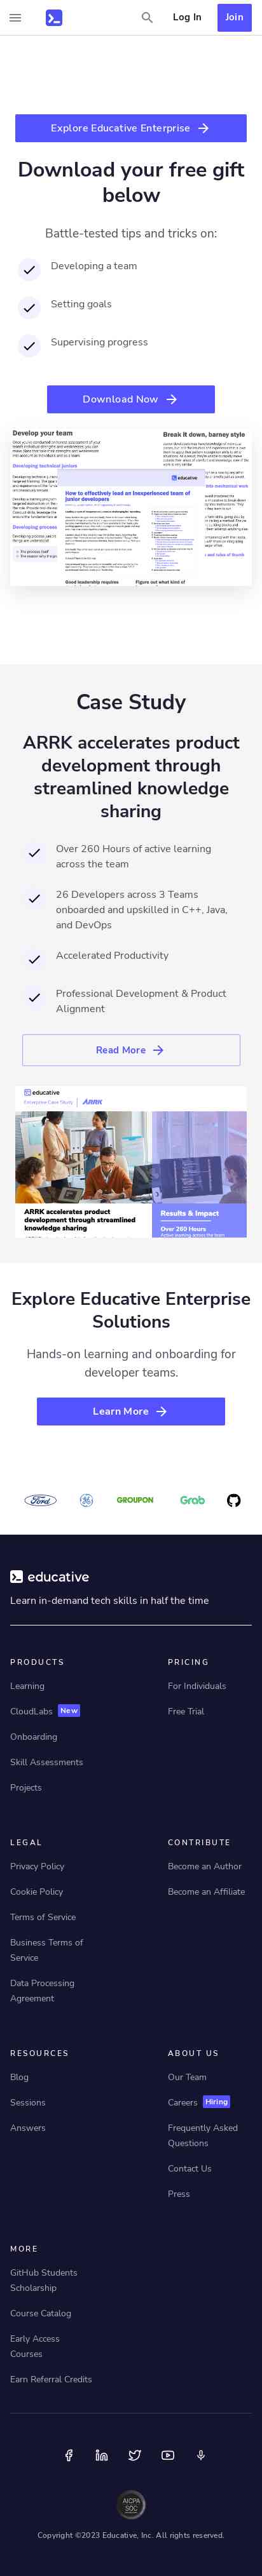 Log In
Join
Explore Educative Enterprise
Download your free gift
below
Battle-tested tips and tricks on:
Developing a team
Setting goals
Supervising progress
Download Now
Develop your team
Break it down, barney style
Developing technical juniors
educative
How to effectively lead an inexperienced team of
junior developers
Good leadership requires
Figure out what kind of
Case Study
ARRK accelerates product
development through
streamlined knowledge
sharing
Over 260 Hours of active learning
across the team
26 Developers across 3 Teams
onboarded and upskilled in C++, Java,
and DevOps
Accelerated Productivity
Professional Development & Product
Alignment
Read More
educative
Enterprise Case Study
ARRK
ARRK accelerates product
development through streamlined
knowledge sharing
Results & Impact
Over 260 Hours
Active learning across the team
Explore Educative Enterprise
Solutions
Hands-on learning and onboarding for
developer teams.
Learn More
Ford
GE
GROUPON
Grab
educative
Learn in-demand tech skills in half the time
PRODUCTS
Learning
CloudLabs New
Onboarding
Skill Assessments
Projects
PRICING
For Individuals
Free Trial
LEGAL
Privacy Policy
Cookie Policy
Terms of Service
Business Terms of
Service
Data Processing
Agreement
CONTRIBUTE
Become an Author
Become an Affiliate
RESOURCES
Blog
Sessions
Answers
ABOUT US
Our Team
Careers Hiring
Frequently Asked
Questions
Contact Us
Press
MORE
GitHub Students
Scholarship
Course Catalog
Early Access
Courses
Earn Referral Credits
AICPA
SOC
Copyright ©2023 Educative, Inc. All rights reserved.